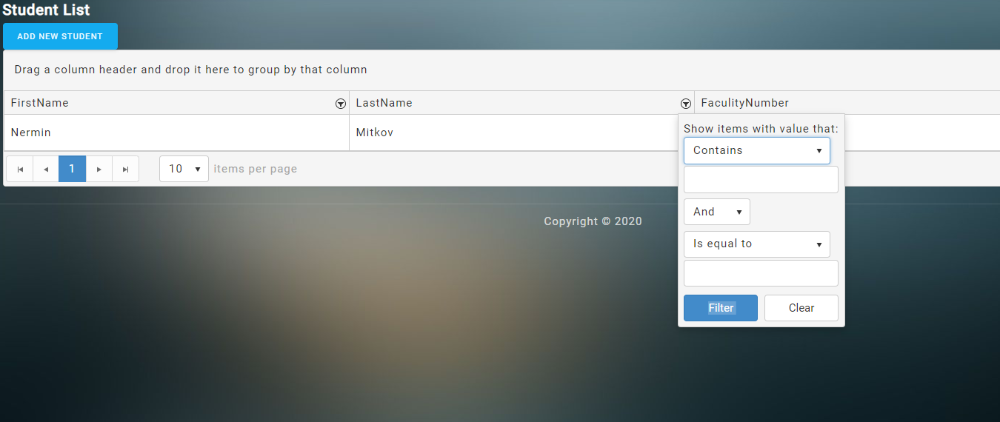 Student List
ADD NEW STUDENT
Drag a column header and drop it here to group by that column
FirstName LastName FaculityNumber
Nermin Mitkov
Show items with value that:
Contains
And
Is equal to
Filter Clear
1 10 items per page
Copyright © 2020